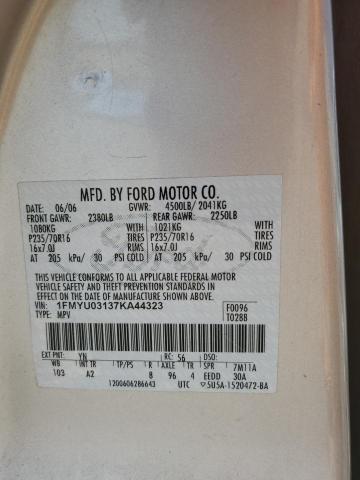 MFD. BY FORD MOTOR CO.
DATE: 06/06 GVWR: 4500LB/ 2041KG
FRONT GAWR: 2380LB REAR GAWR: 2250LB
1080KG WITH 1021KG WITH
P235/70R16 TIRES P235/70R16 TIRES
16x7.0J RIMS 16x7.0J RIMS
AT 205 kPa/ 30 PSI COLD AT 205 kPa/ 30 PSI COLD
THIS VEHICLE CONFORMS TO ALL APPLICABLE FEDERAL MOTOR
VEHICLE SAFETY AND THEFT PREVENTION STANDARDS IN EFFECT ON THE DATE OF MANUFACTURE SHOWN ABOVE.
VIN: 1FMYU03137KA44323 F0096
TYPE: MPV T0288
EXT PNT: YN RC: 56 DSO:
WB INT TR TP/PS R AXLE TR SPR 7M11A
103 A2 8 96 4 EEDD 30A
1200606286643 UTC 5U5A-1520472-BA